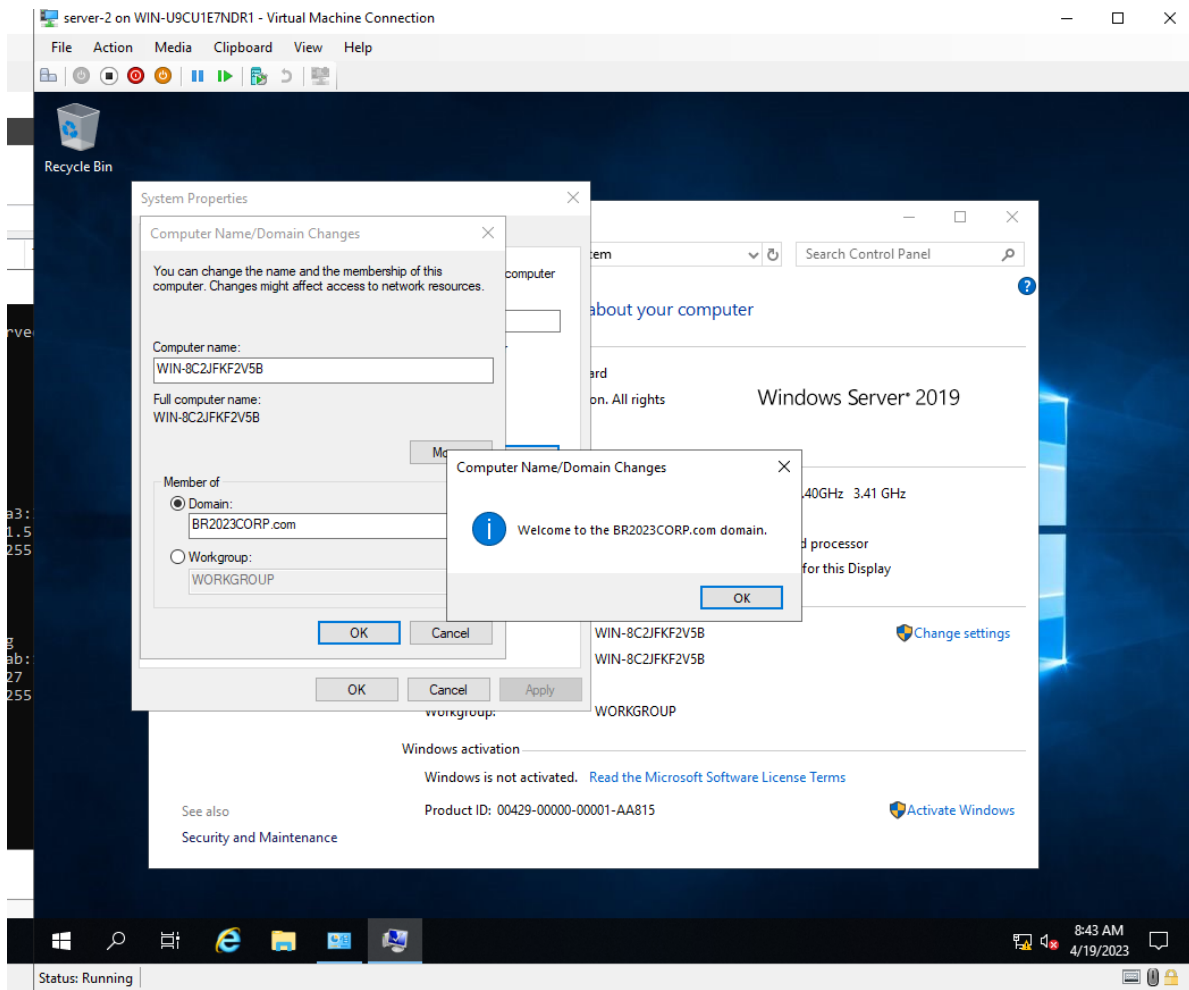 server-2 on WIN-U9CU1E7NDR1 - Virtual Machine Connection
File Action Media Clipboard View Help
Recycle Bin
System Properties
Computer Name/Domain Changes
You can change the name and the membership of this
computer. Changes might affect access to network resources.
Computer name:
WIN-8C2JFKF2V5B
Full computer name:
WIN-8C2JFKF2V5B
Member of
Domain:
BR2023CORP.com
Workgroup:
WORKGROUP
OK Cancel
OK Cancel Apply
computer
Search Control Panel
about your computer
on. All rights
Windows Server 2019
Computer Name/Domain Changes
Welcome to the BR2023CORP.com domain.
OK
.40GHz 3.41 GHz
processor
for this Display
WIN-8C2JFKF2V5B
Change settings
WIN-8C2JFKF2V5B
Workgroup: WORKGROUP
Windows activation
Windows is not activated. Read the Microsoft Software License Terms
Product ID: 00429-00000-00001-AA815
Activate Windows
See also
Security and Maintenance
255
27
255
8:43 AM
4/19/2023
Status: Running